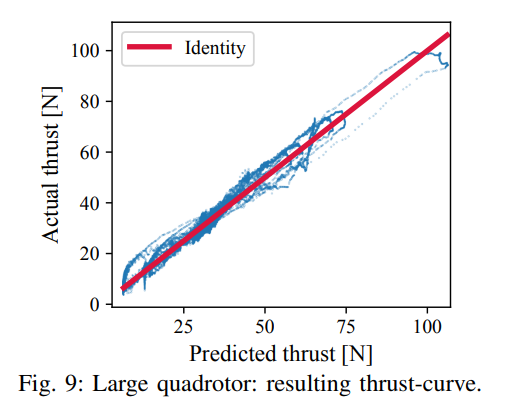 Identity
Actual thrust [N]
100
80
60
40
20
0
25 50 75 100
Predicted thrust [N]
Fig. 9: Large quadrotor: resulting thrust-curve.